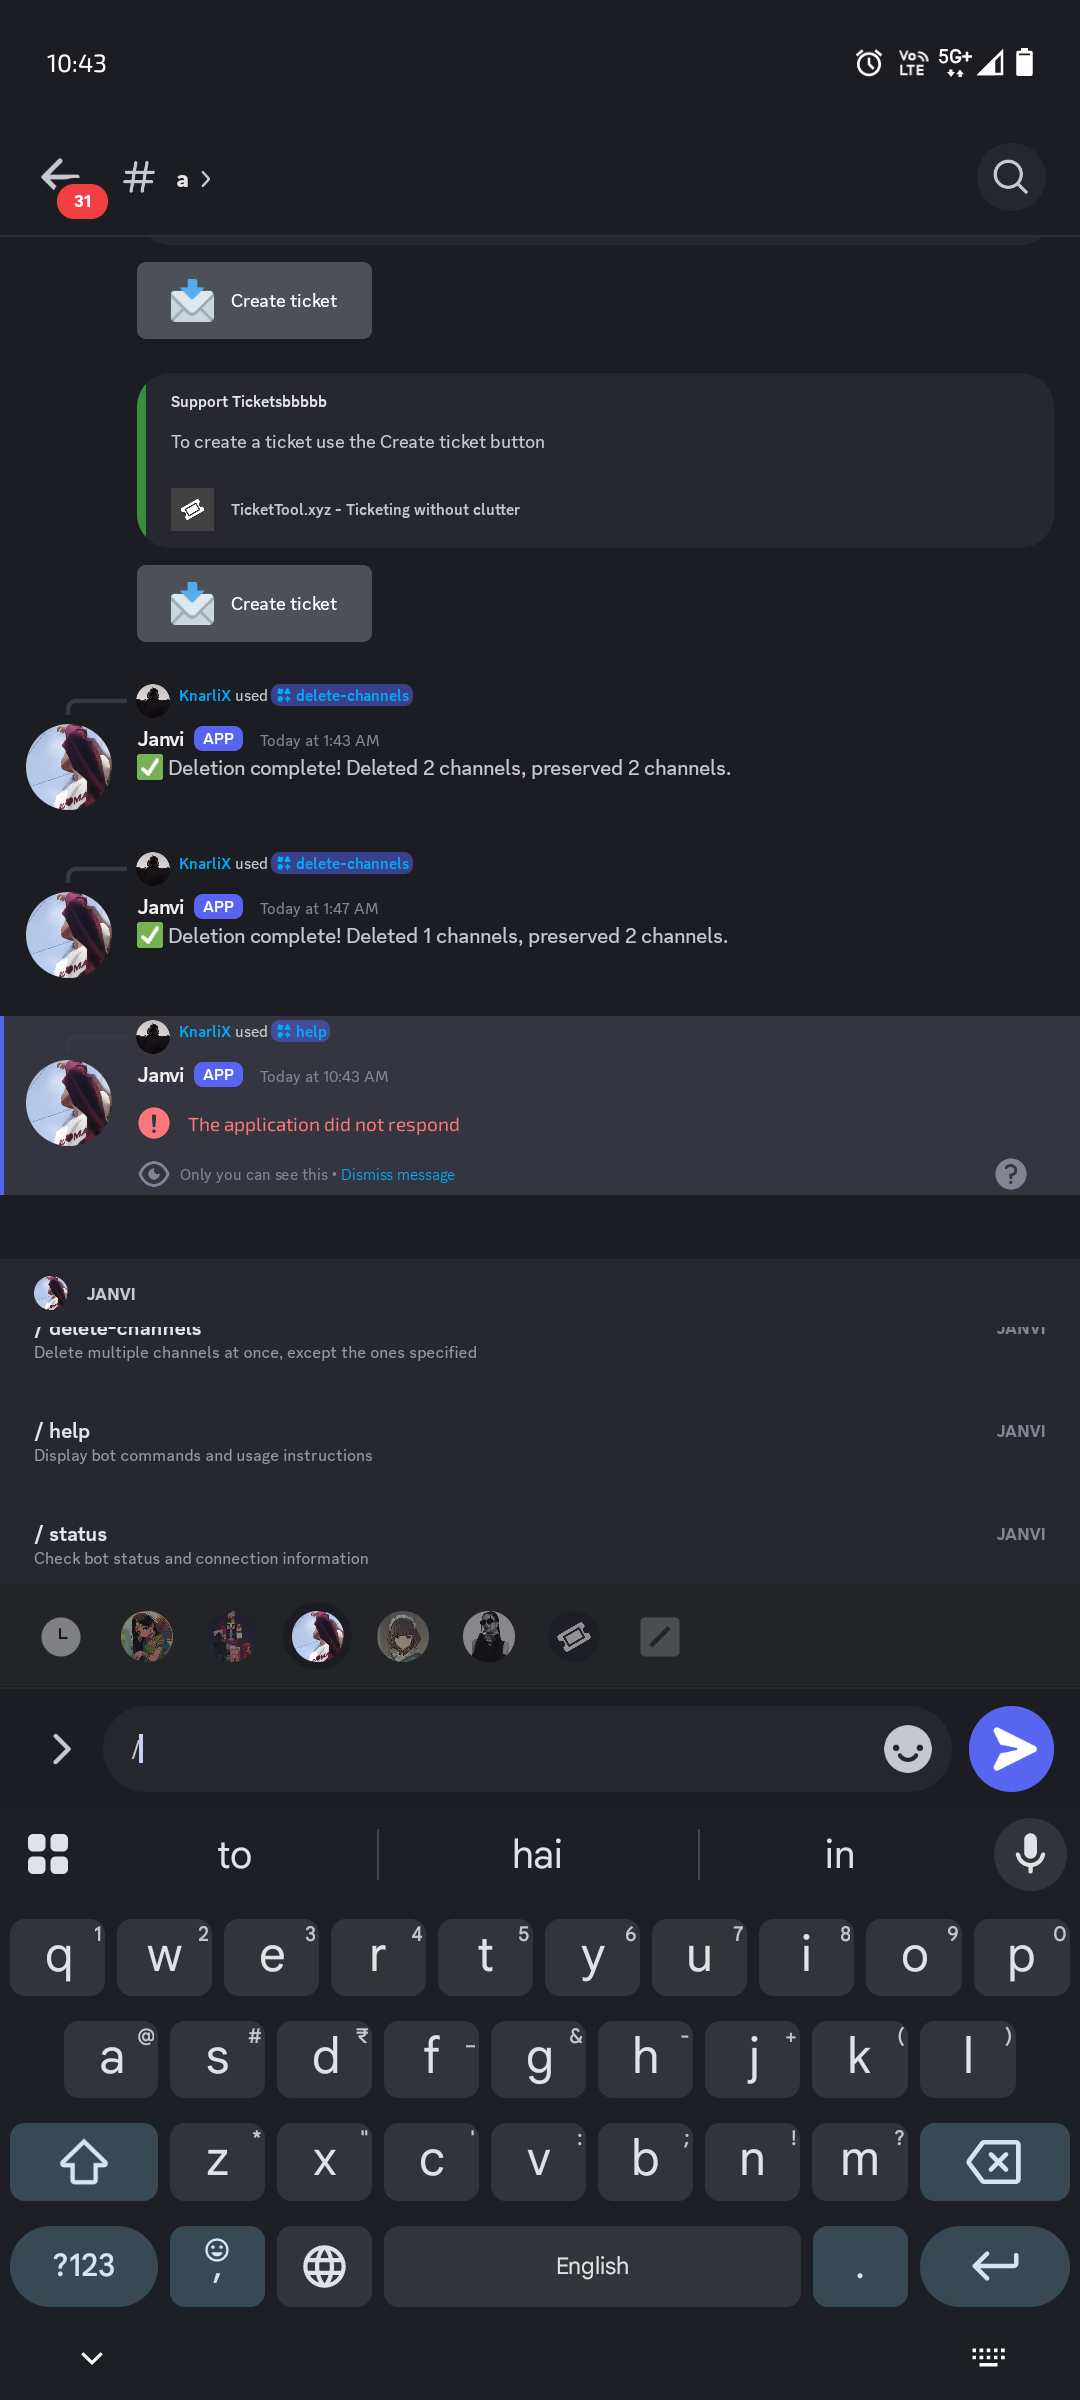 10:43
Vo LTE 5G+
31
# a
Create ticket
Support Ticketsbbbbb
To create a ticket use the Create ticket button
TicketTool.xyz - Ticketing without clutter
Create ticket
KnarliX used delete-channels
Janvi APP Today at 1:43 AM
✅ Deletion complete! Deleted 2 channels, preserved 2 channels.
KnarliX used delete-channels
Janvi APP Today at 1:47 AM
✅ Deletion complete! Deleted 1 channels, preserved 2 channels.
KnarliX used help
Janvi APP Today at 10:43 AM
The application did not respond
Only you can see this • Dismiss message
JANVI
/ delete-channels JANVI
Delete multiple channels at once, except the ones specified
/ help JANVI
Display bot commands and usage instructions
/ status JANVI
Check bot status and connection information
/
to hai in
q 1 w 2 e 3 r 4 t 5 y 6 u 7 i 8 o 9 p 0
a @ s # d ₹ f _ g & h - j + k ( l )
z * x " c ' v : b ; n ! m ?
?123 , English .